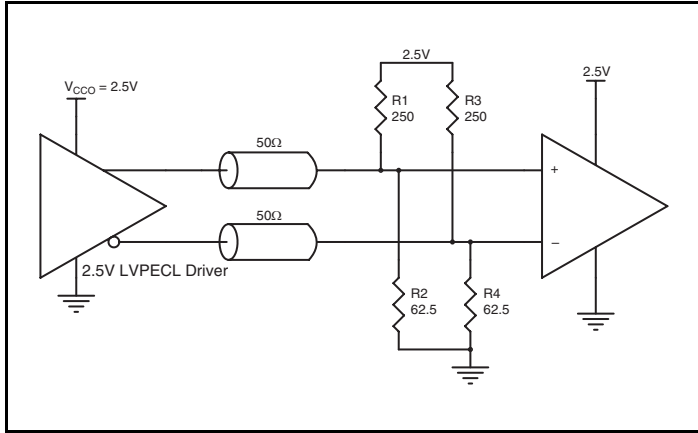 2.5V
VCCO = 2.5V
2.5V
R1
250
R3
250
50Ω
+
50Ω
–
2.5V LVPECL Driver
R2
62.5
R4
62.5